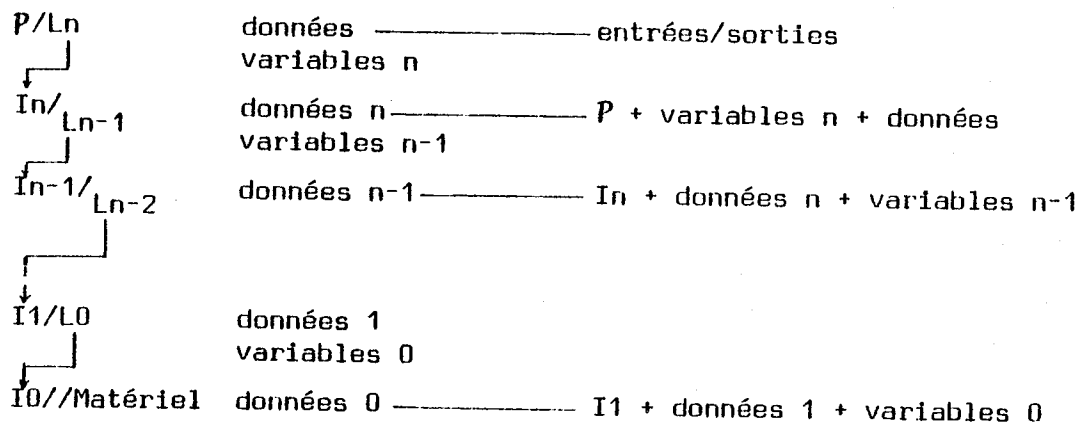 P/Ln données entrées/sorties
variables n
In/Ln-1 données n P + variables n + données
variables n-1
In-1/Ln-2 données n-1 In + données n + variables n-1
I1/L0 données 1
variables 0
I0//Matériel données 0 I1 + données 1 + variables 0